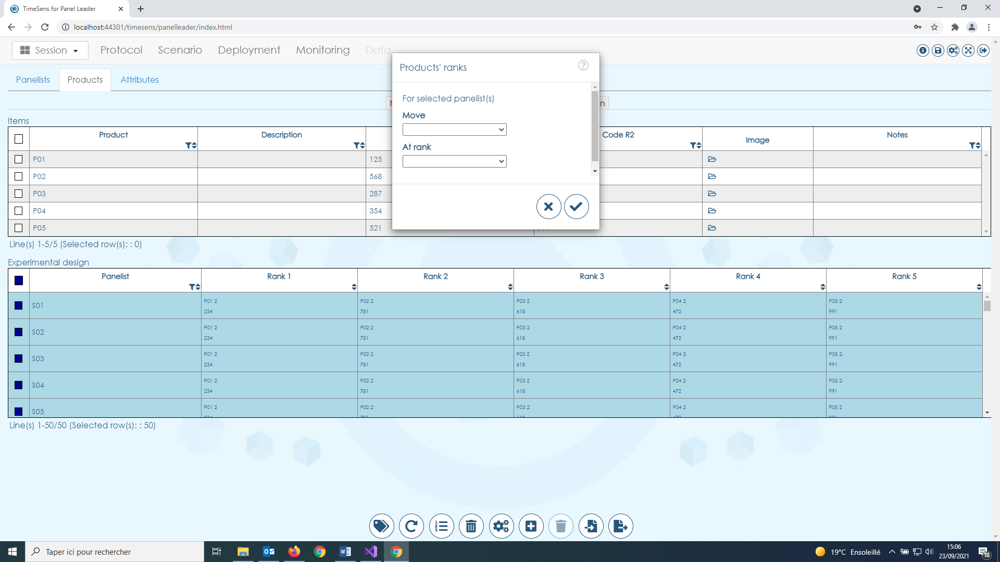 TimeSens for Panel Leader
localhost:44301/timesens/panelleader/index.html
Session Protocol Scenario Deployment Monitoring Data
Panelists Products Attributes
Products' ranks
For selected panelist(s)
Move
At rank
Items
Product Description Code R2 Image Notes
P01 125
P02 568
P03 287
P04 354
P05 521
Line(s) 1-5/5 (Selected row(s): : 0)
Experimental design
Panelist Rank 1 Rank 2 Rank 3 Rank 4 Rank 5
S01 P01 2 P02 2 P03 2 P04 2 P05 2
234 781 618 472 991
S02 P01 2 P02 2 P03 2 P04 2 P05 2
234 781 618 472 991
S03 P01 2 P02 2 P03 2 P04 2 P05 2
234 781 618 472 991
S04 P01 2 P02 2 P03 2 P04 2 P05 2
234 781 618 472 991
S05 P01 2 P02 2 P03 2 P04 2 P05 2
Line(s) 1-50/50 (Selected row(s): : 50)
Taper ici pour rechercher
19°C Ensoleillé
15:06
23/09/2021
18